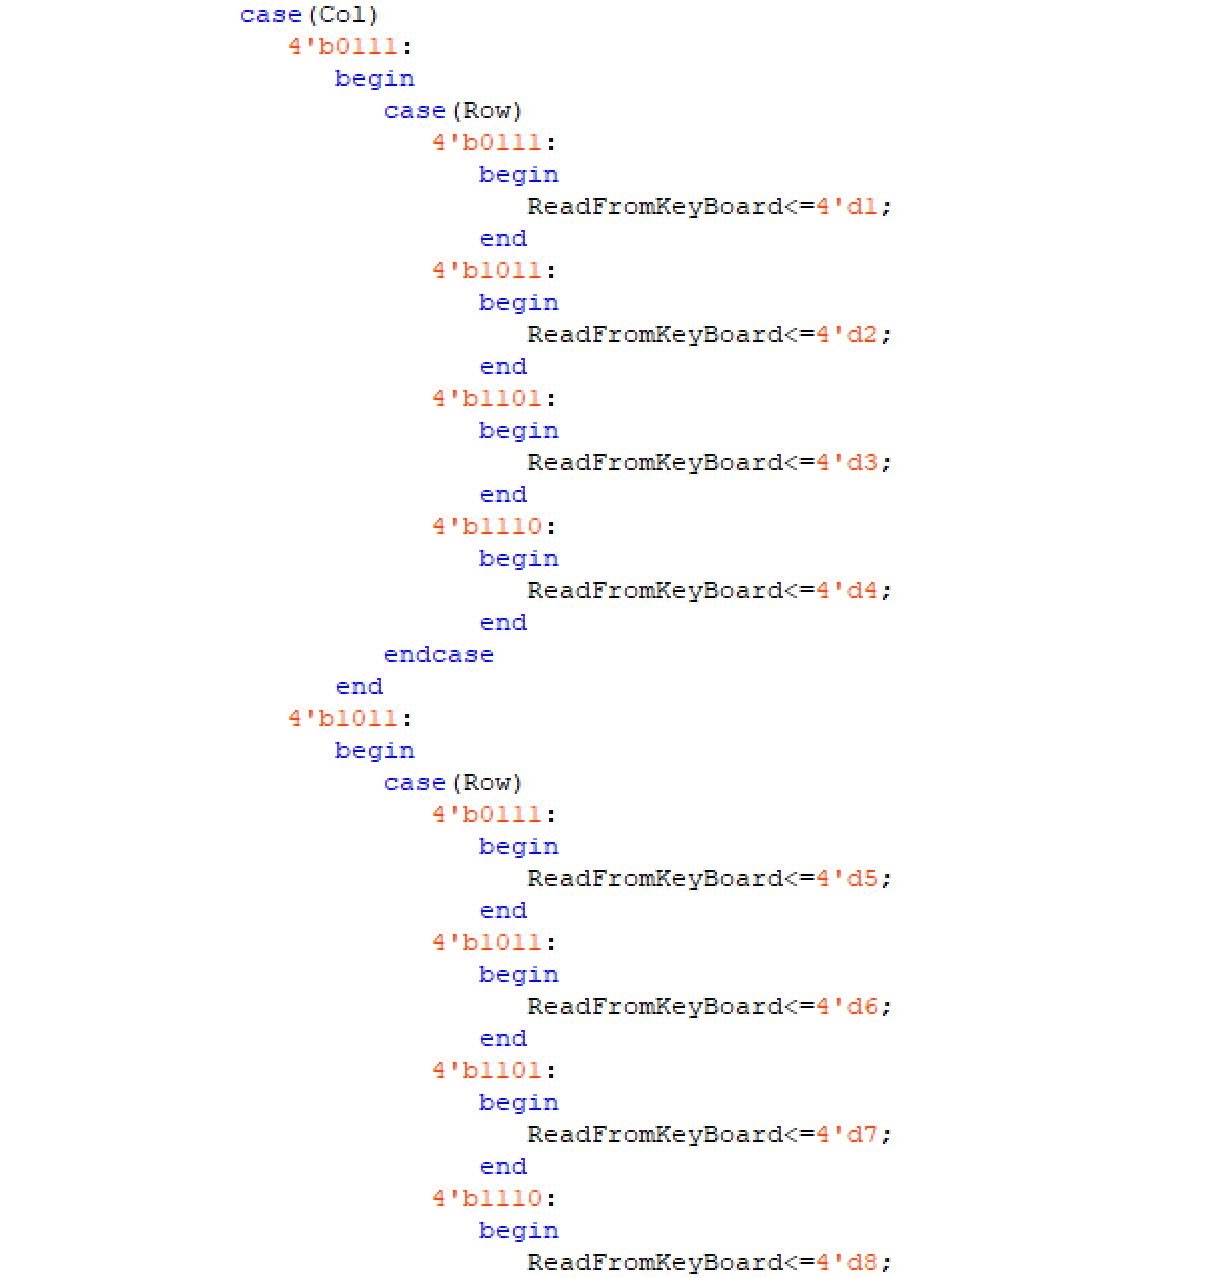 case(Col)
4'b0111:
begin
case(Row)
4'b0111:
begin
ReadFromKeyBoard<=4'd1;
end
4'b1011:
begin
ReadFromKeyBoard<=4'd2;
end
4'b1101:
begin
ReadFromKeyBoard<=4'd3;
end
4'b1110:
begin
ReadFromKeyBoard<=4'd4;
end
endcase
end
4'b1011:
begin
case(Row)
4'b0111:
begin
ReadFromKeyBoard<=4'd5;
end
4'b1011:
begin
ReadFromKeyBoard<=4'd6;
end
4'b1101:
begin
ReadFromKeyBoard<=4'd7;
end
4'b1110:
begin
ReadFromKeyBoard<=4'd8;